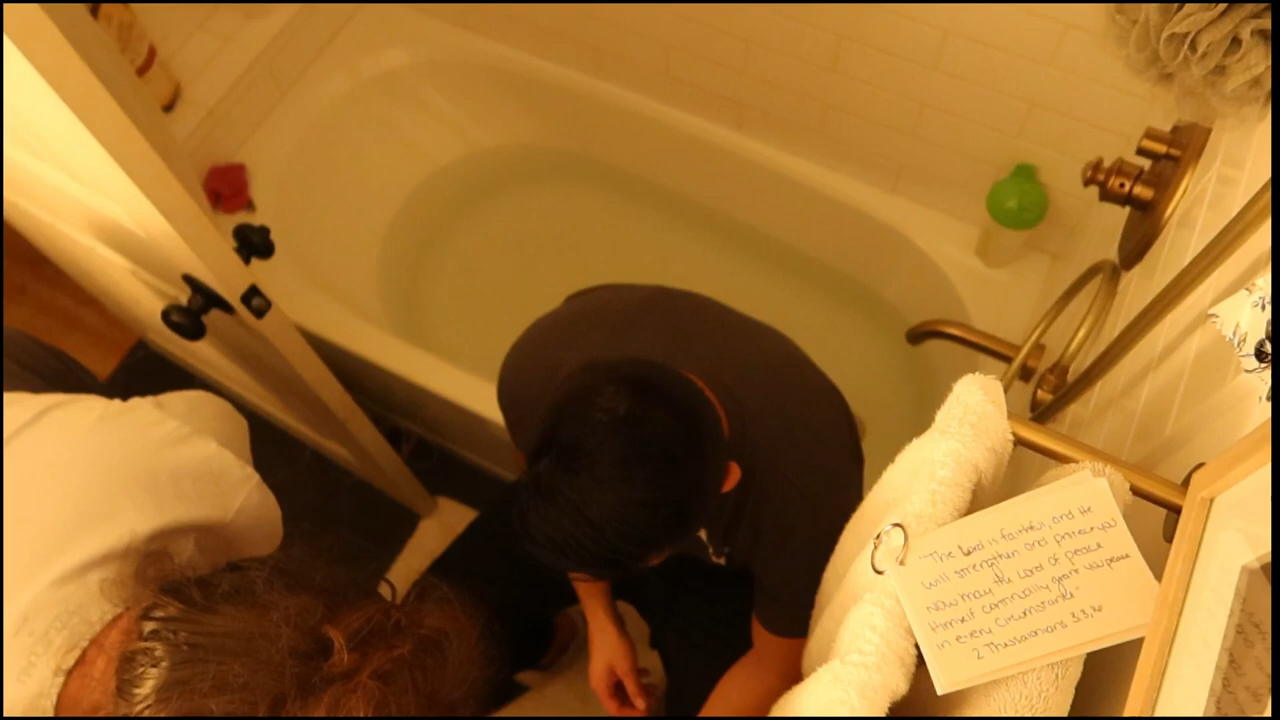 "The Lord is faithful, and He
will strengthen and protect you
Now may the Lord of peace
Himself continually grant you peace
in every circumstance"
2 Thessalonians 3:3,16